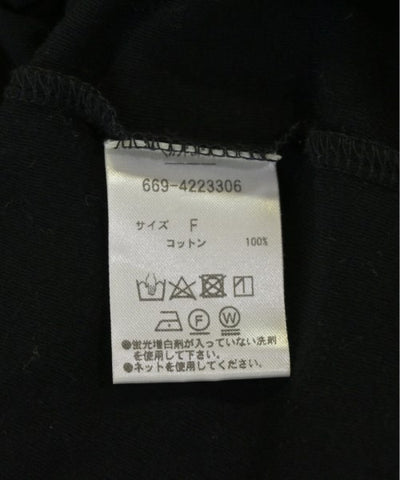 669-4223306
サイズ F
コットン 100%
F W
●蛍光増白剤が入っていない洗剤
を使用して下さい。
●ネットを使用してください。